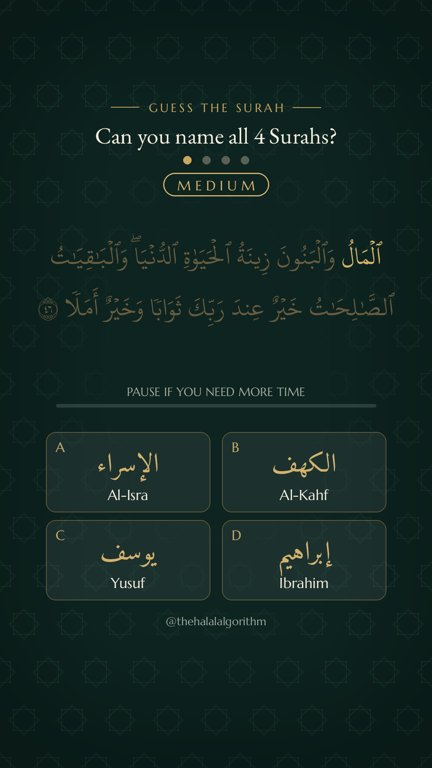 GUESS THE SURAH
Can you name all 4 Surahs?
MEDIUM
ٱلْمَالُ وَٱلْبَنُونَ زِينَةُ ٱلْحَيَوٰةِ ٱلدُّنْيَا ۖ وَٱلْبَـٰقِيَـٰتُ
ٱلصَّـٰلِحَـٰتُ خَيْرٌ عِندَ رَبِّكَ ثَوَابًا وَخَيْرٌ أَمَلًا ٤٦
PAUSE IF YOU NEED MORE TIME
A
الإسراء
Al-Isra
B
الكهف
Al-Kahf
C
يوسف
Yusuf
D
إبراهيم
Ibrahim
@thehalalalgorithm